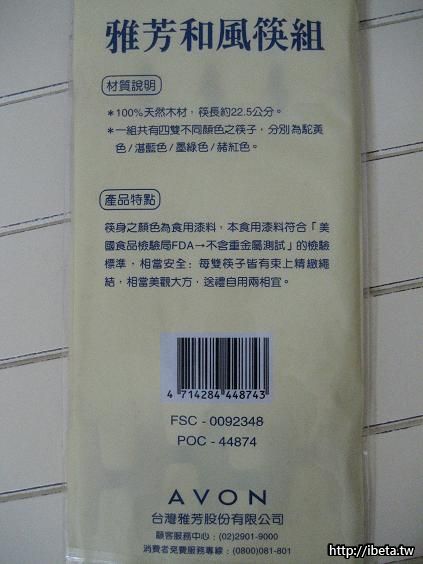 雅芳和風筷組
材質說明
*100%天然木材，筷長約22.5公分。
*一組共有四雙不同顏色之筷子，分別為駝黃
色/湛藍色/墨綠色/赭紅色。
產品特點
筷身之顏色為食用漆料，本食用漆料符合「美
國食品檢驗局FDA→不含重金屬測試」的檢驗
標準，相當安全；每雙筷子皆有束上精緻繩
結，相當美觀大方，送禮自用兩相宜。
4 714284 448743
FSC - 0092348
POC - 44874
AVON
台灣雅芳股份有限公司
顧客服務中心：(02)2901-9000
消費者免費服務專線：(0800)081-801
http://ibeta.tw